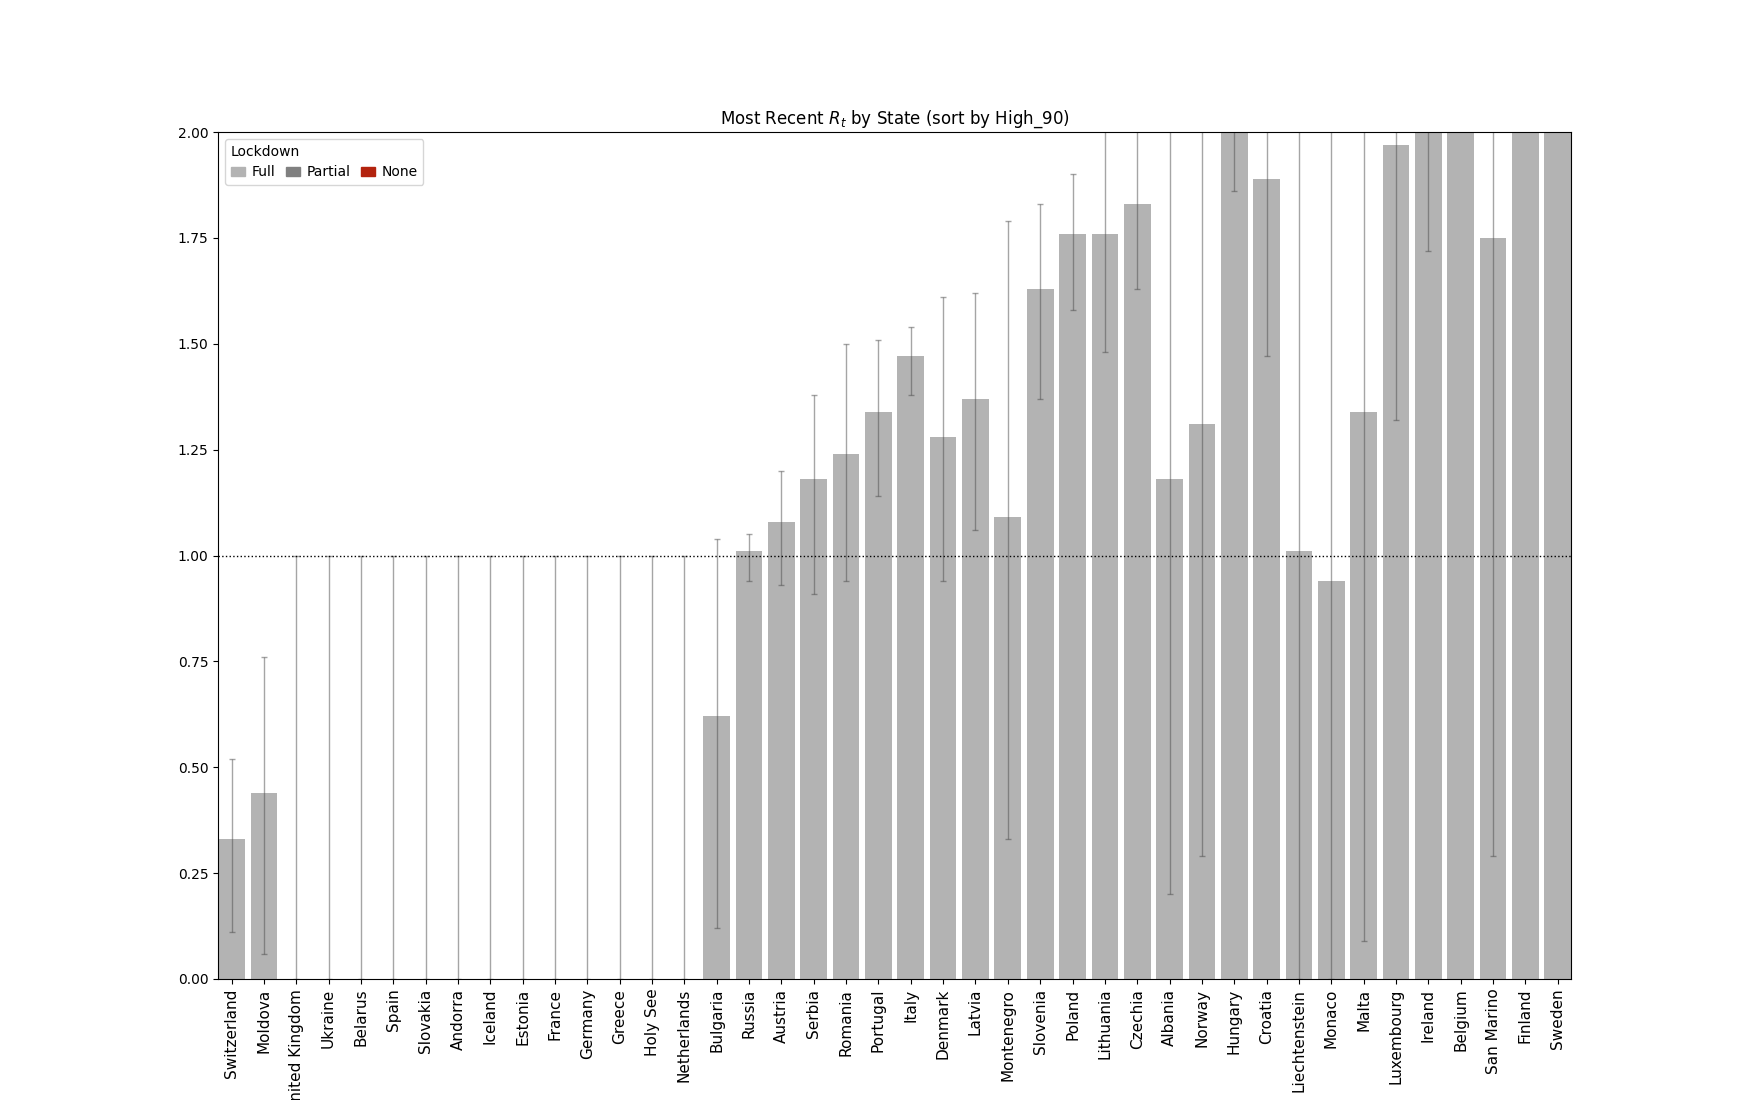 Most Recent R_t by State (sort by High_90)
Lockdown
Full Partial None
2.00
1.75
1.50
1.25
1.00
0.75
0.50
0.25
0.00
Switzerland
Moldova
nited Kingdom
Ukraine
Belarus
Spain
Slovakia
Andorra
Iceland
Estonia
France
Germany
Greece
Holy See
Netherlands
Bulgaria
Russia
Austria
Serbia
Romania
Portugal
Italy
Denmark
Latvia
Montenegro
Slovenia
Poland
Lithuania
Czechia
Albania
Norway
Hungary
Croatia
Liechtenstein
Monaco
Malta
Luxembourg
Ireland
Belgium
San Marino
Finland
Sweden